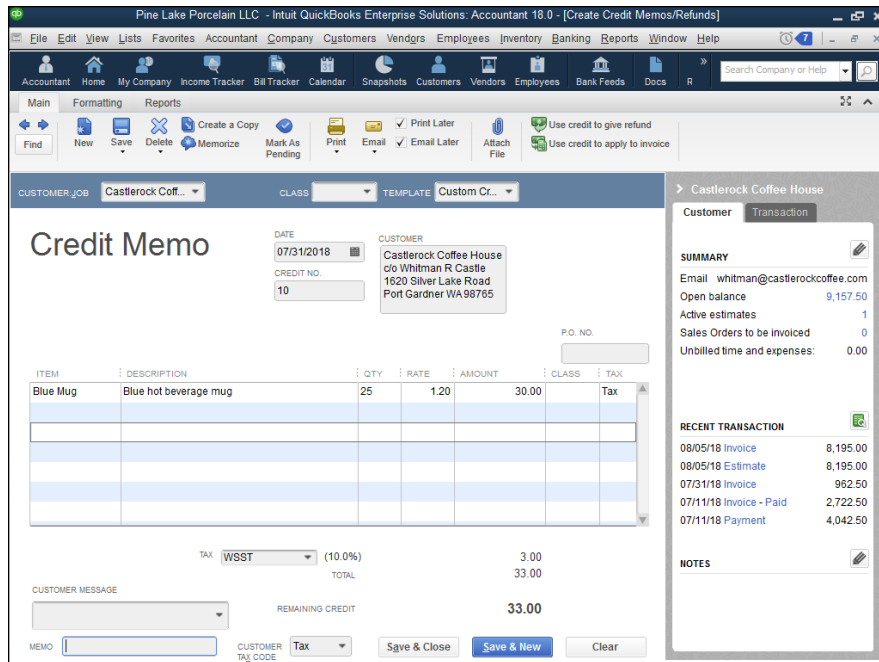 Pine Lake Porcelain LLC - Intuit QuickBooks Enterprise Solutions: Accountant 18.0 - [Create Credit Memos/Refunds]
File Edit View Lists Favorites Accountant Company Customers Vendors Employees Inventory Banking Reports Window Help 7
Accountant Home My Company Income Tracker Bill Tracker Calendar Snapshots Customers Vendors Employees Bank Feeds Docs R » Search Company or Help
Main Formatting Reports
Find New Save Delete Create a Copy Memorize Mark As Pending Print Email Print Later Email Later Attach File Use credit to give refund Use credit to apply to invoice
CUSTOMER:JOB Castlerock Coff... CLASS TEMPLATE Custom Cr...
Credit Memo
DATE
07/31/2018
CREDIT NO.
10
CUSTOMER
Castlerock Coffee House
c/o Whitman R Castle
1620 Silver Lake Road
Port Gardner WA 98765
P.O. NO.
ITEM DESCRIPTION QTY RATE AMOUNT CLASS TAX
Blue Mug Blue hot beverage mug 25 1.20 30.00 Tax
TAX WSST (10.0%) 3.00
TOTAL 33.00
CUSTOMER MESSAGE
REMAINING CREDIT 33.00
MEMO CUSTOMER TAX CODE Tax Save & Close Save & New Clear
Castlerock Coffee House
Customer Transaction
SUMMARY
Email whitman@castlerockcoffee.com
Open balance 9,157.50
Active estimates 1
Sales Orders to be invoiced 0
Unbilled time and expenses: 0.00
RECENT TRANSACTION
08/05/18 Invoice 8,195.00
08/05/18 Estimate 8,195.00
07/31/18 Invoice 962.50
07/11/18 Invoice - Paid 2,722.50
07/11/18 Payment 4,042.50
NOTES